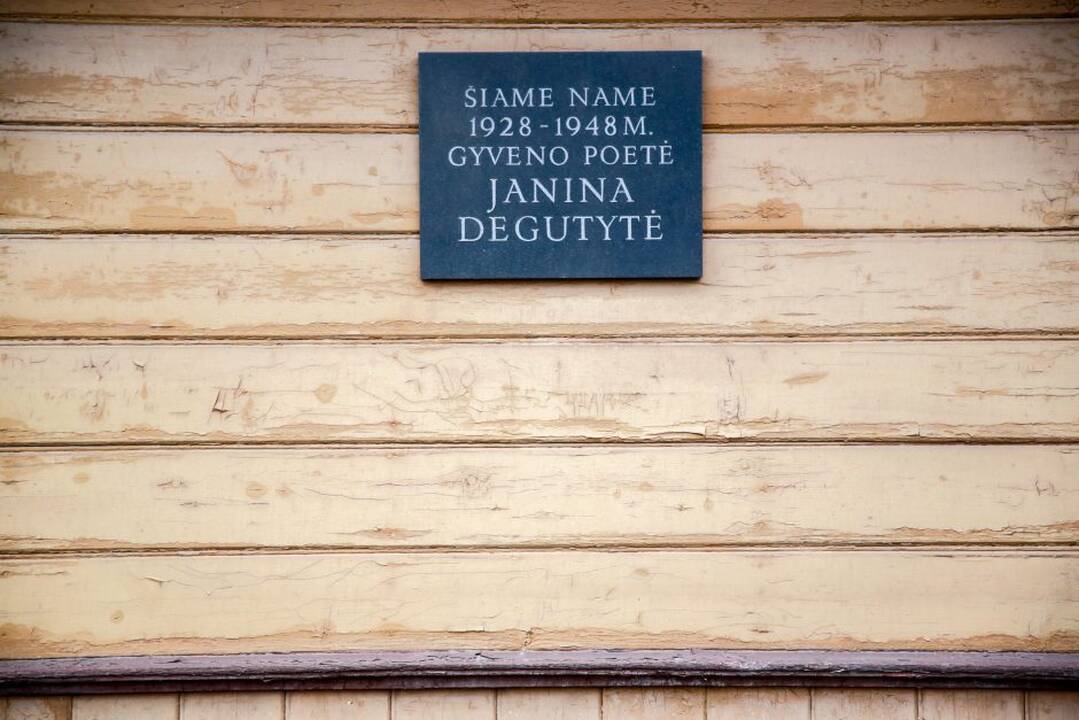 ŠIAME NAME
1928-1948 M.
GYVENO POETĖ
JANINA
DEGUTYTĖ